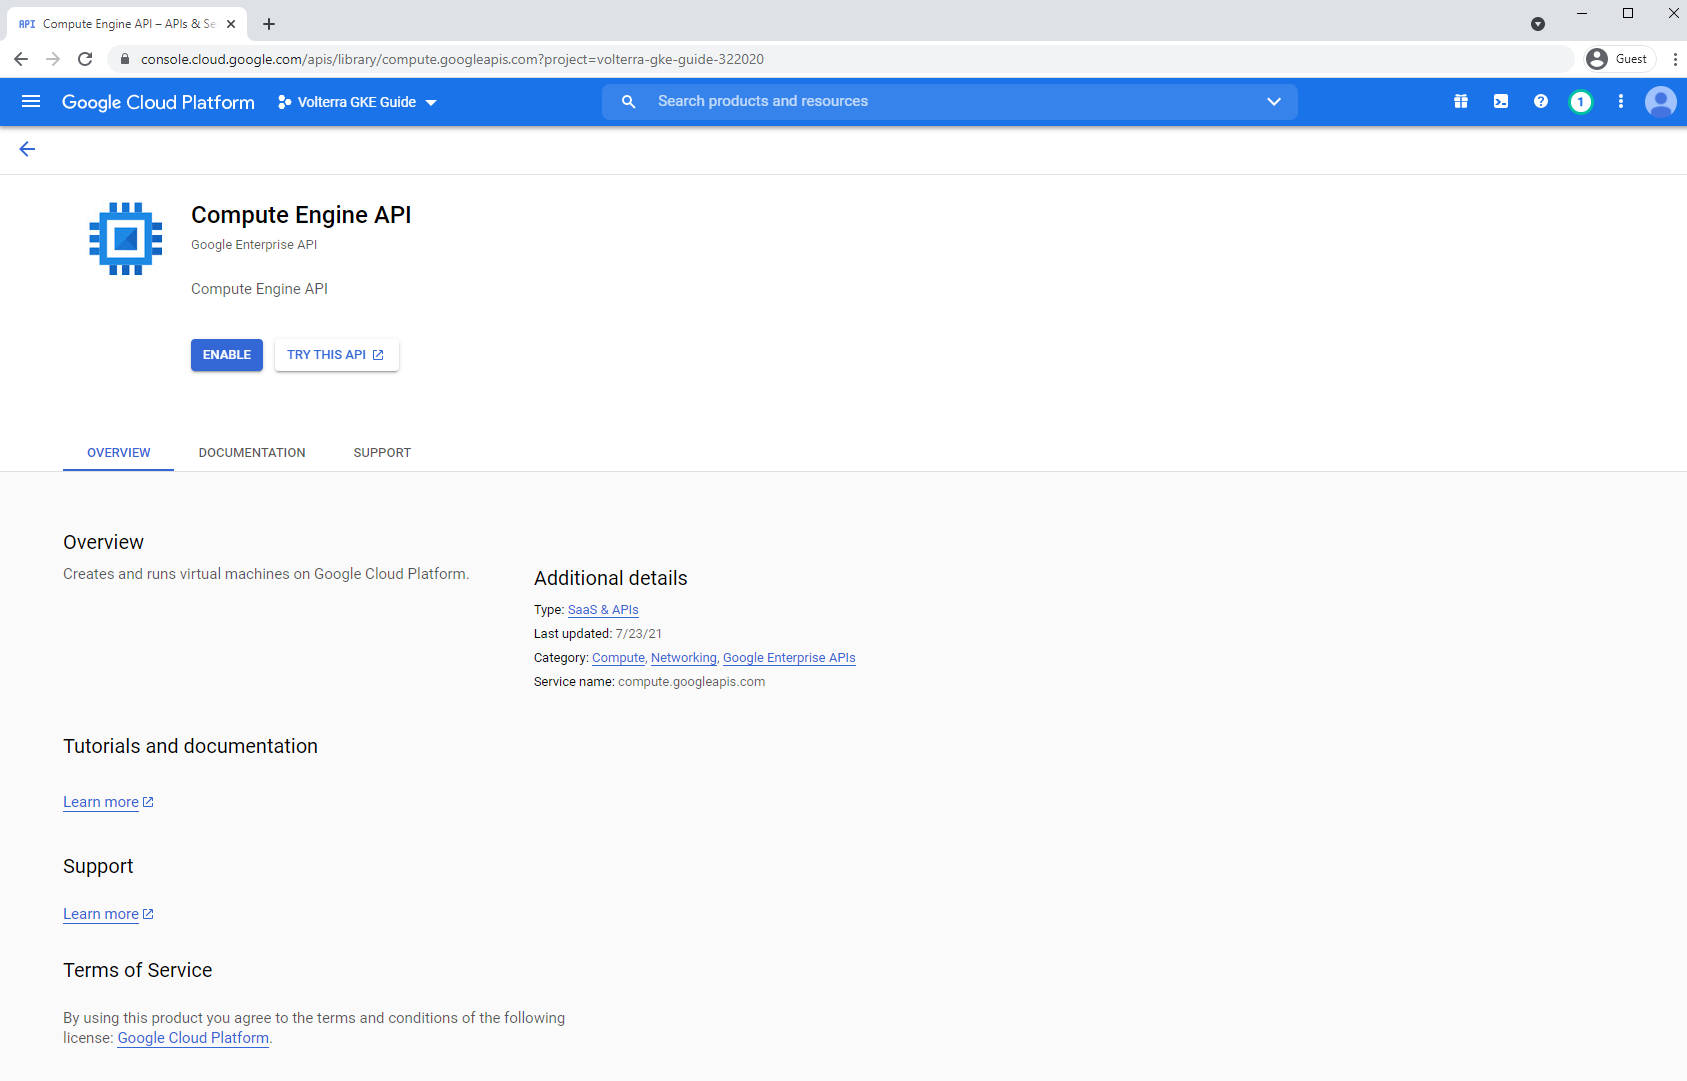 API Compute Engine API – APIs & Se
console.cloud.google.com/apis/library/compute.googleapis.com?project=volterra-gke-guide-322020
Guest
Google Cloud Platform
Volterra GKE Guide
Search products and resources
1
Compute Engine API
Google Enterprise API
Compute Engine API
ENABLE
TRY THIS API
OVERVIEW
DOCUMENTATION
SUPPORT
Overview
Creates and runs virtual machines on Google Cloud Platform.
Additional details
Type: SaaS & APIs
Last updated: 7/23/21
Category: Compute, Networking, Google Enterprise APIs
Service name: compute.googleapis.com
Tutorials and documentation
Learn more
Support
Learn more
Terms of Service
By using this product you agree to the terms and conditions of the following
license: Google Cloud Platform.